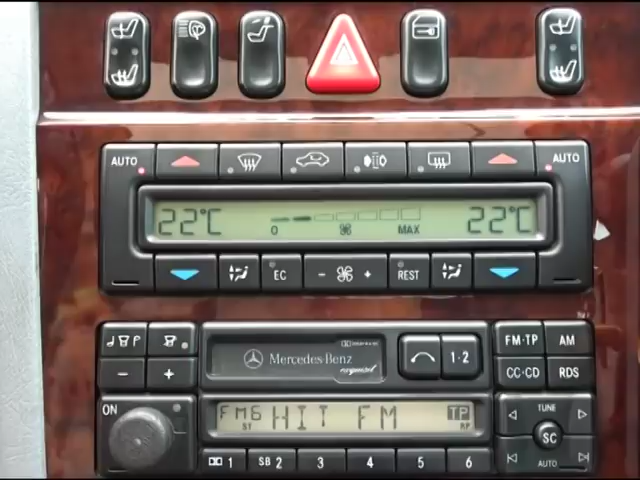 AUTO AUTO
22°C 22°C
0 MAX
EC - + REST
Mercedes-Benz
1·2
FM·TP AM
CC·CD RDS
- +
ON
FM6 HIT FM TP
ST RP
TUNE
SC
AUTO
1 SB 2 3 4 5 6